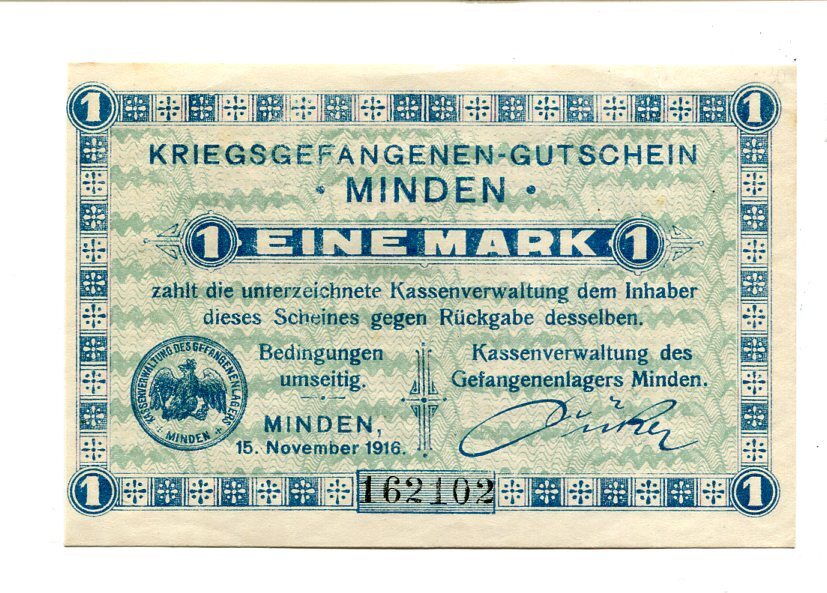 1 1
KRIEGSGEFANGENEN-GUTSCHEIN
· MINDEN ·
1 EINE MARK 1
zahlt die unterzeichnete Kassenverwaltung dem Inhaber
dieses Scheines gegen Rückgabe desselben.
Bedingungen
umseitig.
Kassenverwaltung des
Gefangenenlagers Minden.
KASSENVERWALTUNG DES GEFANGENENLAGERS
MINDEN
MINDEN,
15. November 1916.
1 162102 1